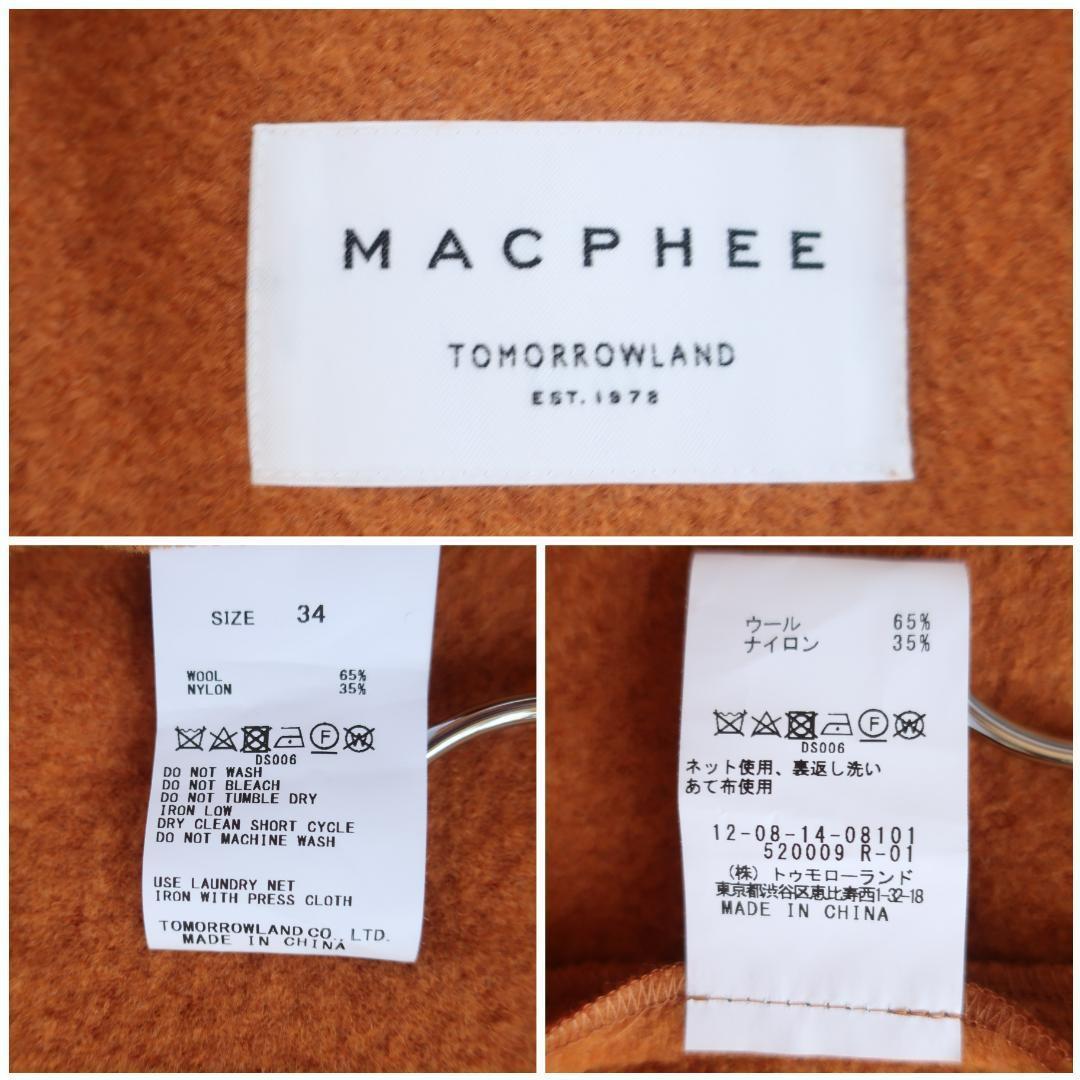 MACPHEE
TOMORROWLAND
EST. 1978
SIZE 34
WOOL 65%
NYLON 35%
DS006
DO NOT WASH
DO NOT BLEACH
DO NOT TUMBLE DRY
IRON LOW
DRY CLEAN SHORT CYCLE
DO NOT MACHINE WASH
USE LAUNDRY NET
IRON WITH PRESS CLOTH
TOMORROWLAND CO., LTD.
MADE IN CHINA
ウール 65%
ナイロン 35%
F
W
DS006
ネット使用、裏返し洗い
あて布使用
12-08-14-08101
520009 R-01
(株) トゥモローランド
東京都渋谷区恵比寿西1-32-18
MADE IN CHINA